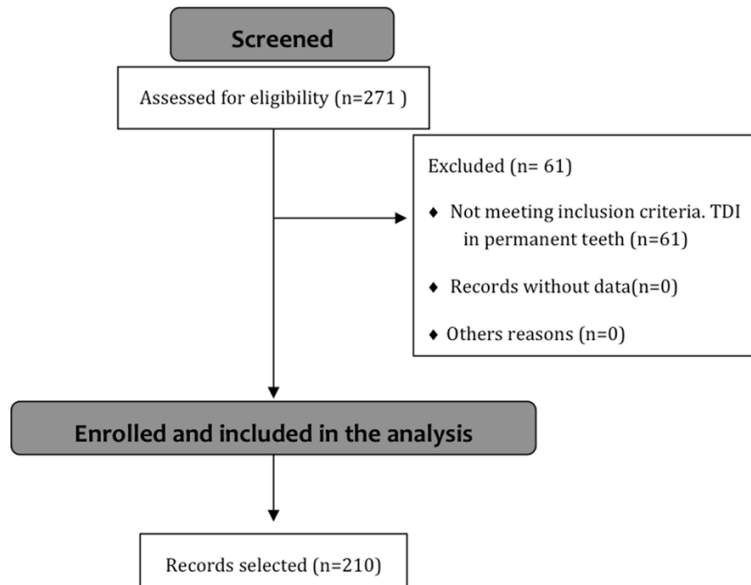 Screened
Assessed for eligibility (n=271 )
Excluded (n= 61)
♦ Not meeting inclusion criteria. TDI
in permanent teeth (n=61)
♦ Records without data(n=0)
♦ Others reasons (n=0)
Enrolled and included in the analysis
Records selected (n=210)